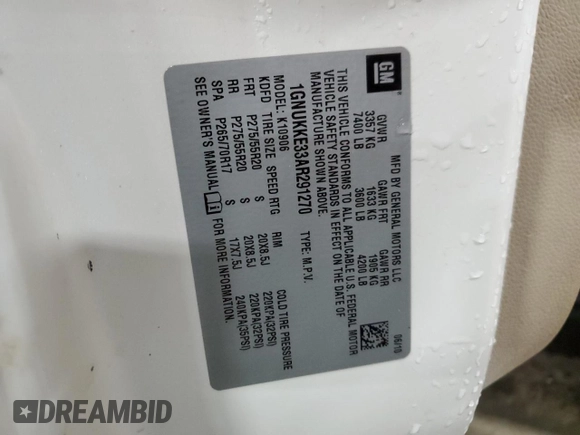 GM
MFD BY GENERAL MOTORS LLC 06/10
GVWR GAWR FRT GAWR RR
3357 KG 1633 KG 1905 KG
7400 LB 3600 LB 4200 LB
THIS VEHICLE CONFORMS TO ALL APPLICABLE U.S. FEDERAL MOTOR
VEHICLE SAFETY STANDARDS IN EFFECT ON THE DATE OF
MANUFACTURE SHOWN ABOVE.
1GNUKKE33AR291270 TYPE: M.P.V.
MODEL: K10906
KDFD TIRE SIZE SPEED RTG RIM COLD TIRE PRESSURE
FRT P275/55R20 S 20X8.5J 220KPA(32PSI)
RR P275/55R20 S 20X8.5J 220KPA(32PSI)
SPA P265/70R17 S 17X7.5J 240KPA(35PSI)
SEE OWNER'S MANUAL FOR MORE INFORMATION.
DREAMBID